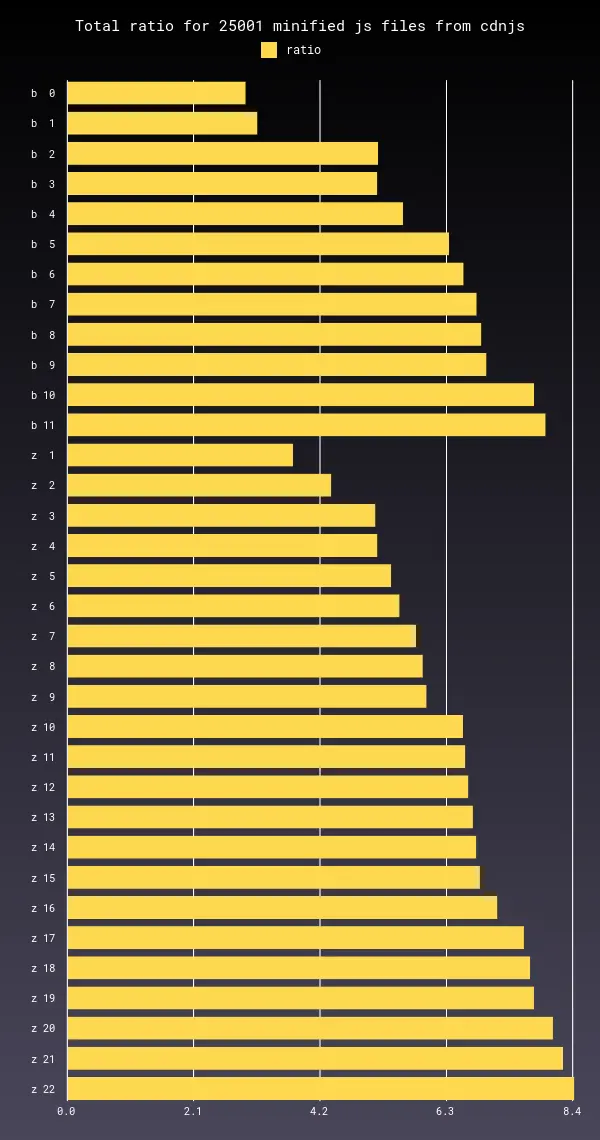 Total ratio for 25001 minified js files from cdnjs
ratio
b 0
b 1
b 2
b 3
b 4
b 5
b 6
b 7
b 8
b 9
b 10
b 11
z 1
z 2
z 3
z 4
z 5
z 6
z 7
z 8
z 9
z 10
z 11
z 12
z 13
z 14
z 15
z 16
z 17
z 18
z 19
z 20
z 21
z 22
0.0 2.1 4.2 6.3 8.4